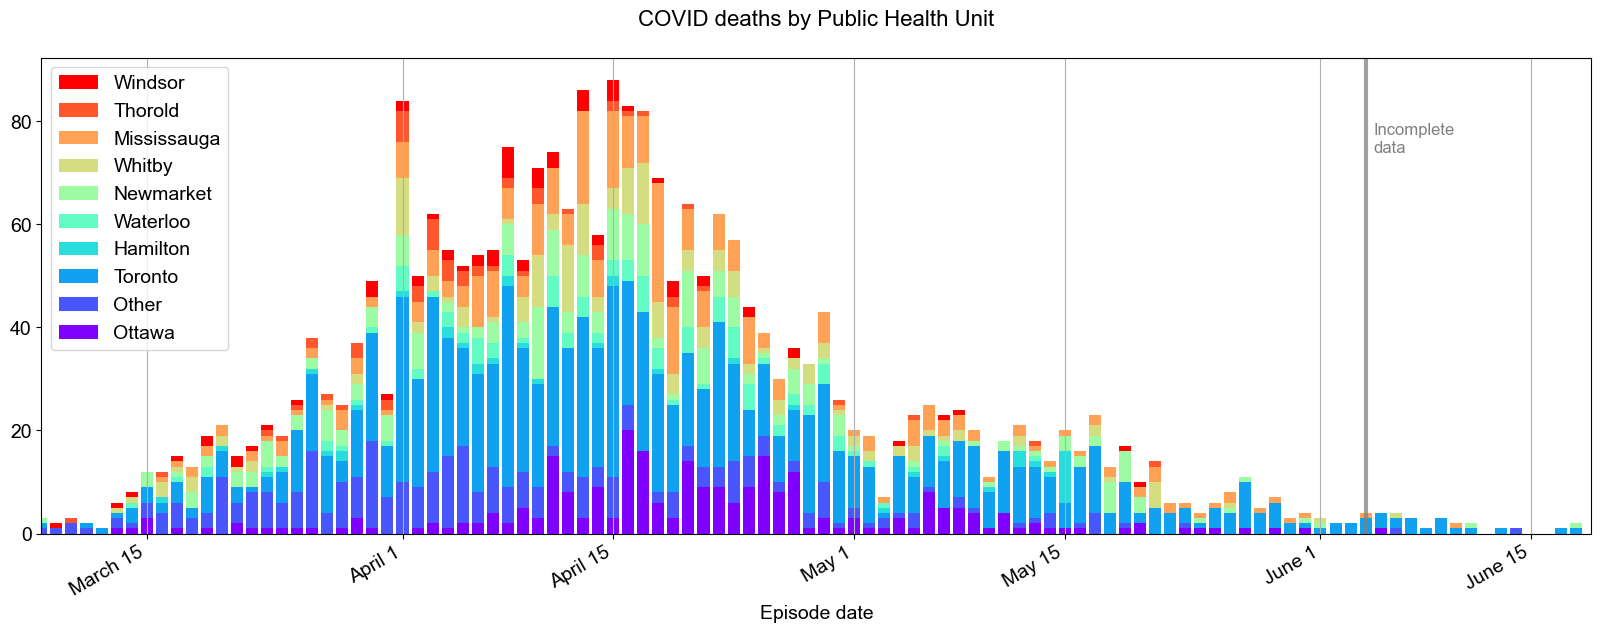 COVID deaths by Public Health Unit
Windsor
Thorold
Mississauga
Whitby
Newmarket
Waterloo
Hamilton
Toronto
Other
Ottawa
Incomplete
data
80
60
40
20
0
March 15
April 1
April 15
May 1
May 15
June 1
June 15
Episode date